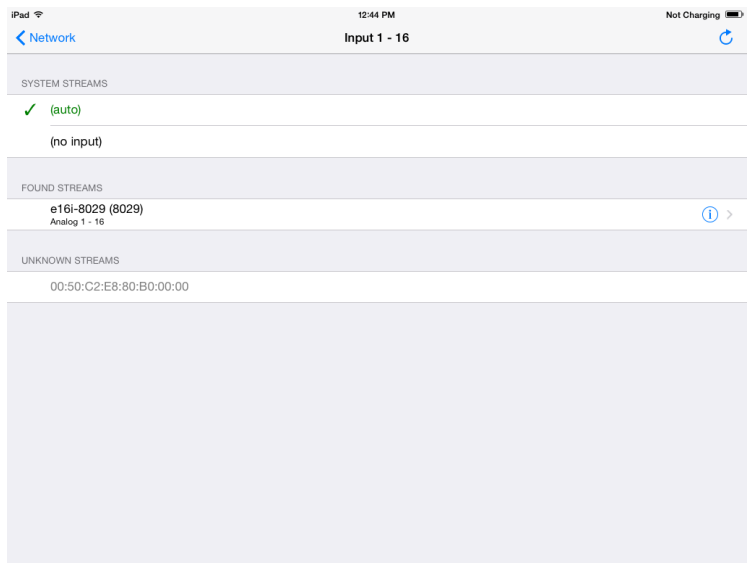 iPad 12:44 PM Not Charging
Network Input 1 - 16
SYSTEM STREAMS
(auto)
(no input)
FOUND STREAMS
e16i-8029 (8029)
Analog 1 - 16
UNKNOWN STREAMS
00:50:C2:E8:80:B0:00:00